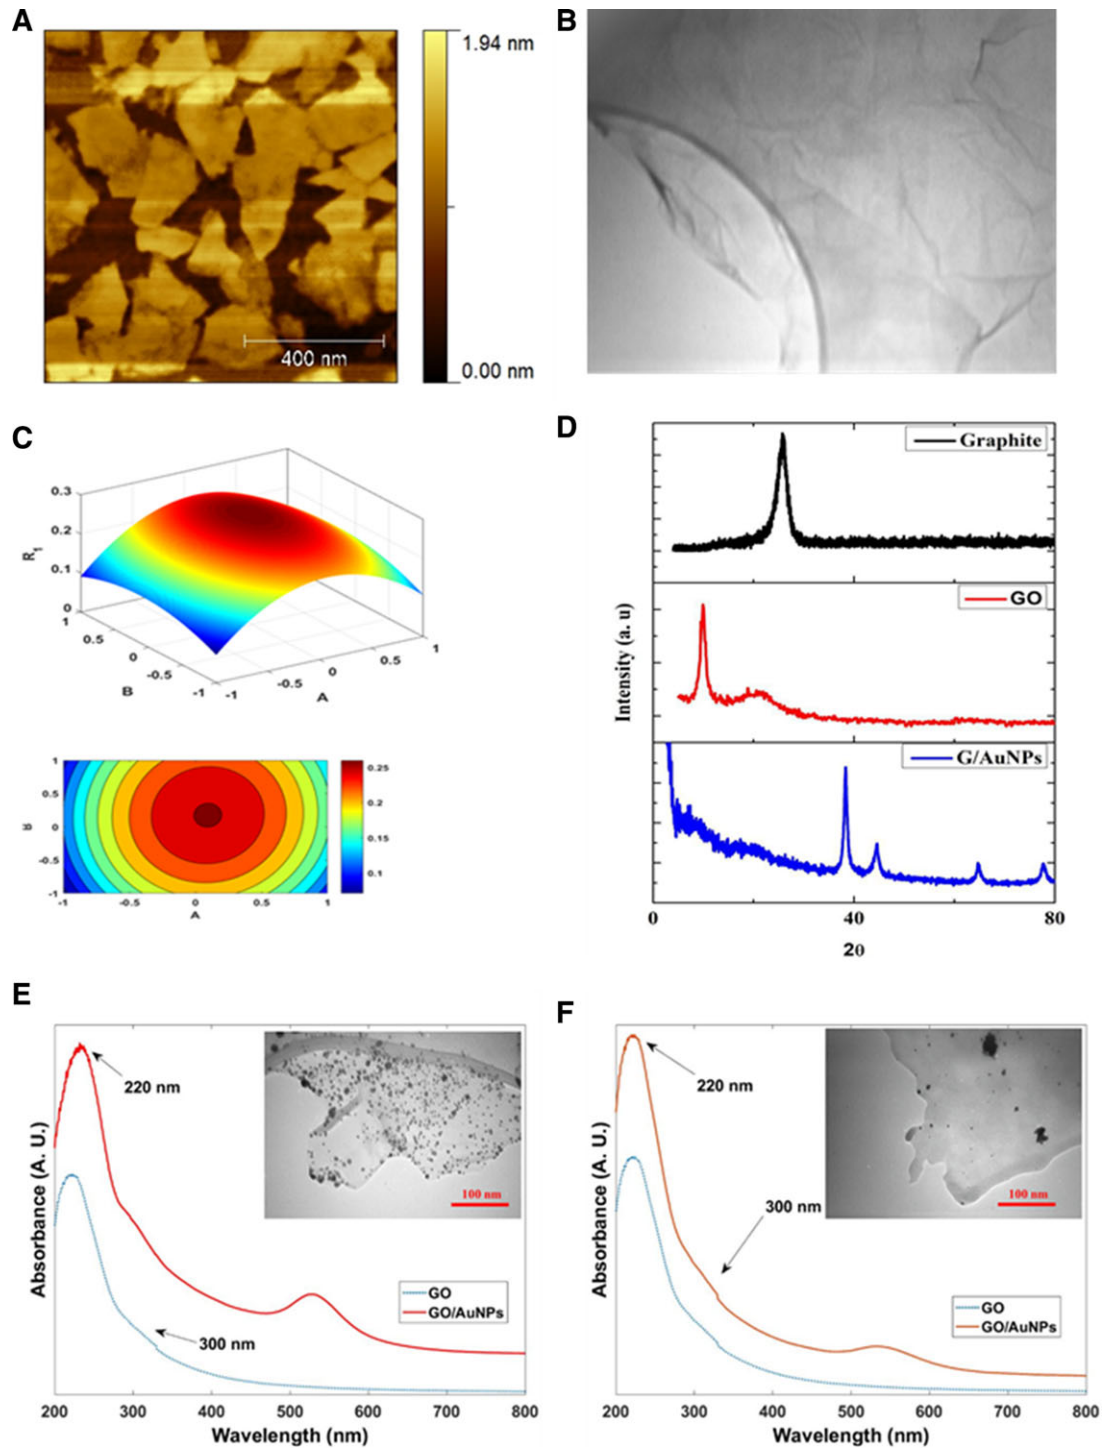 A
1.94 nm
400 nm
0.00 nm
B
C
0.3
0.2
0.1
0
R1
1
0.5
0
-0.5
-1
B
-1
-0.5
0
0.5
1
A
1
0.5
0
-0.5
-1
B
-1
-0.5
0
0.5
1
A
0.25
0.2
0.15
0.1
D
Graphite
GO
G/AuNPs
Intensity (a. u)
0
40
80
2θ
E
220 nm
300 nm
100 nm
GO
GO/AuNPs
Absorbance (A. U.)
200
300
400
500
600
700
800
Wavelength (nm)
F
220 nm
300 nm
100 nm
GO
GO/AuNPs
Absorbance (A. U.)
200
300
400
500
600
700
800
Wavelength (nm)